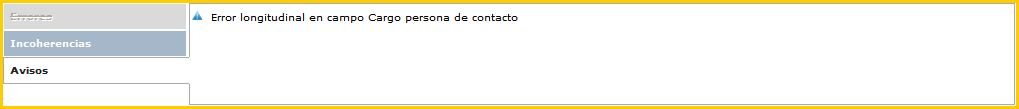 Errores
Error longitudinal en campo Cargo persona de contacto
Incoherencias
Avisos